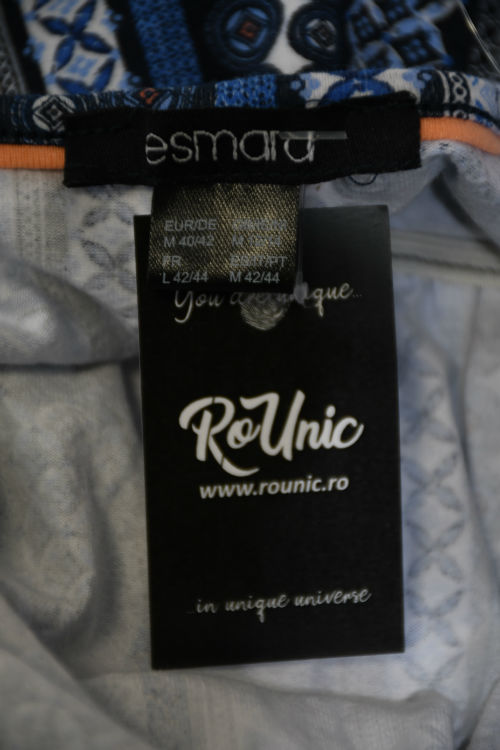 esmara
EUR/DE
M 40/42 M
FR
L 42/44 M 42/44
You are unique...
RoUnic
www.rounic.ro
...in unique universe